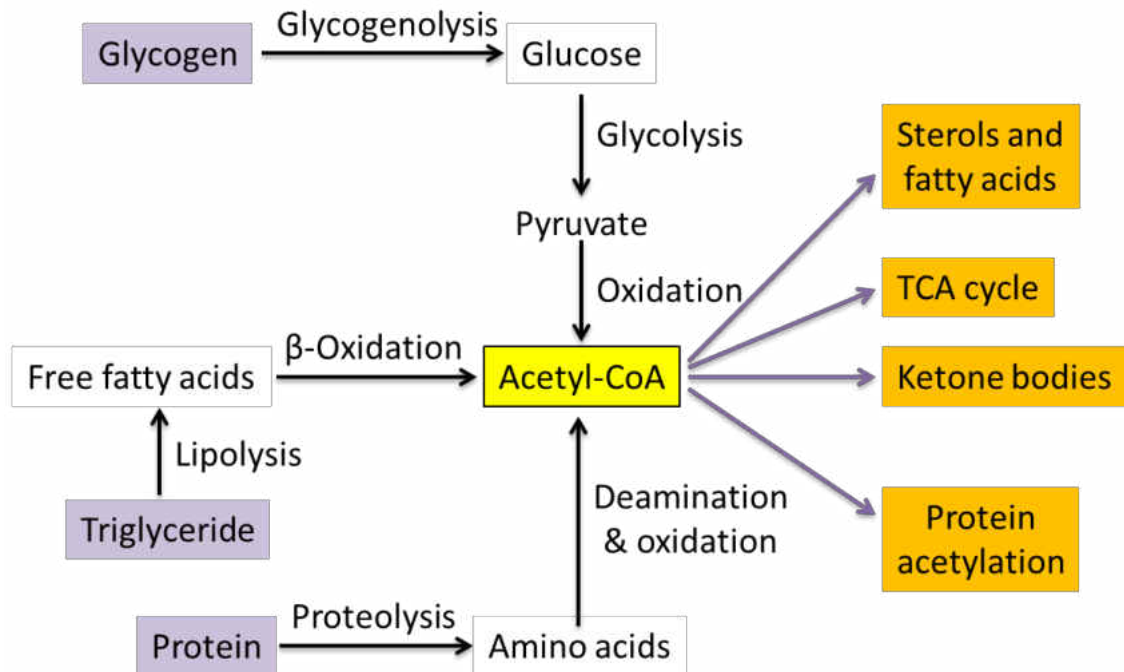 Glycogenolysis
Glycogen
Glucose
Glycolysis
Sterols and
fatty acids
Pyruvate
Oxidation
TCA cycle
β-Oxidation
Free fatty acids
Acetyl-CoA
Ketone bodies
Lipolysis
Triglyceride
Deamination
& oxidation
Protein
acetylation
Proteolysis
Protein
Amino acids